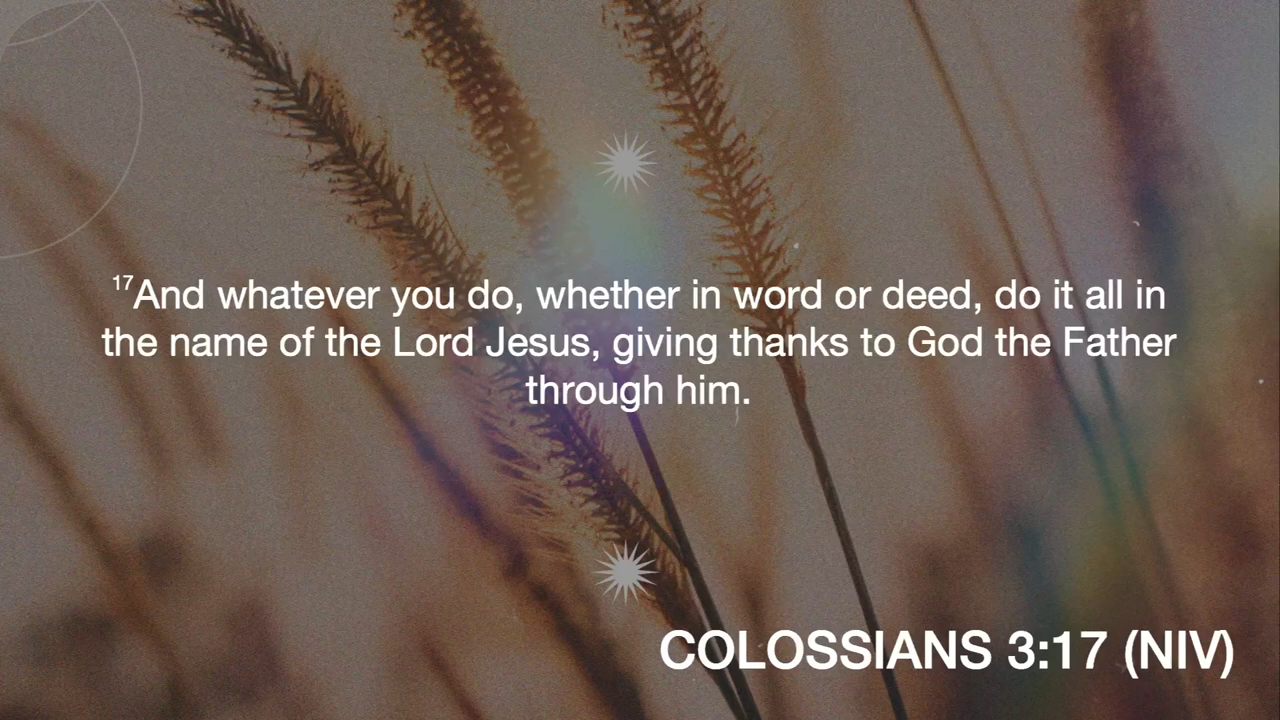 17And whatever you do, whether in word or deed, do it all in
the name of the Lord Jesus, giving thanks to God the Father
through him.
COLOSSIANS 3:17 (NIV)